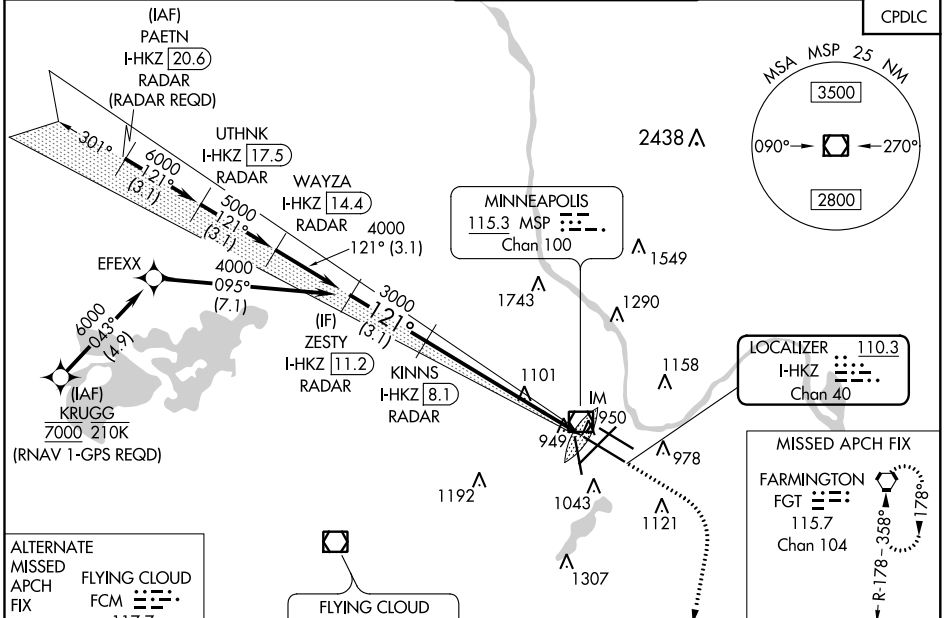 CPDLC
(IAF)
PAETN
I-HKZ 20.6
RADAR
(RADAR REQD)
301°
6000
121°
(3.1)
UTHNK
I-HKZ 17.5
RADAR
5000
121°
(3.1)
WAYZA
I-HKZ 14.4
RADAR
4000
121° (3.1)
MSA MSP 25 NM
3500
090°
270°
2800
2438
MINNEAPOLIS
115.3 MSP
Chan 100
1549
1743
1290
EFEXX
4000
095°
(7.1)
6000
043°
(4.9)
(IAF)
KRUGG
7000 210K
(RNAV 1-GPS REQD)
3000
121°
(3.1)
(IF)
ZESTY
I-HKZ 11.2
RADAR
KINNS
I-HKZ 8.1
RADAR
1101
1158
IM
950
949
978
LOCALIZER 110.3
I-HKZ
Chan 40
1192
1043
1121
1307
MISSED APCH FIX
FARMINGTON
FGT
115.7
Chan 104
R-178
358°
178°
ALTERNATE
MISSED
APCH
FIX
FLYING CLOUD
FCM
FLYING CLOUD